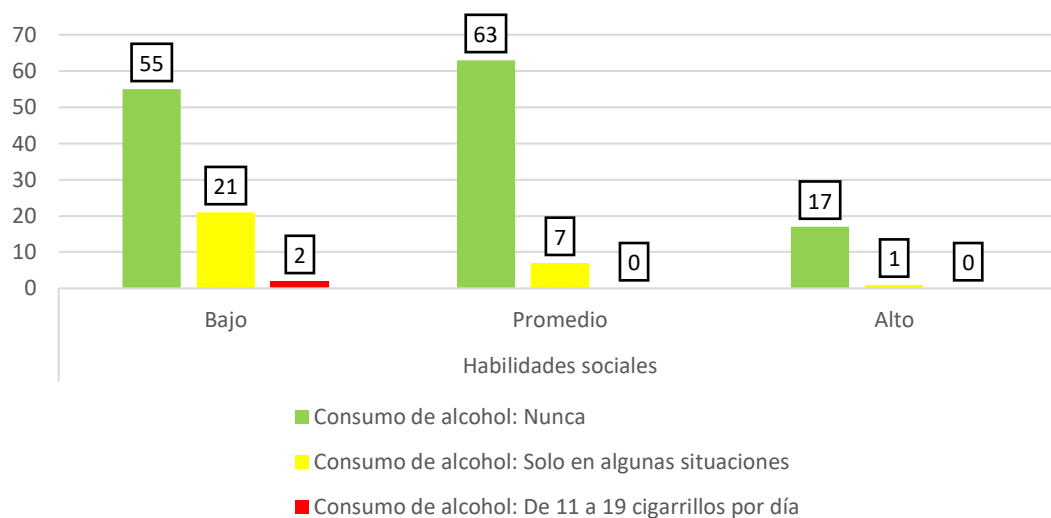 70
60
50
40
30
20
10
0
55
21
2
63
7
0
17
1
0
Bajo
Promedio
Alto
Habilidades sociales
Consumo de alcohol: Nunca
Consumo de alcohol: Solo en algunas situaciones
Consumo de alcohol: De 11 a 19 cigarrillos por día